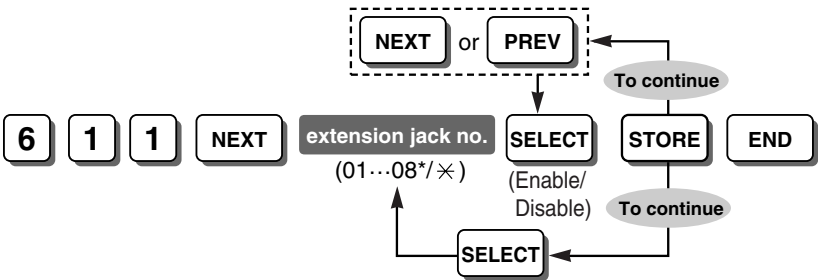 NEXT or PREV
To continue
6 1 1 NEXT extension jack no. SELECT STORE END
(01···08*/✳)
(Enable/
Disable)
To continue
SELECT